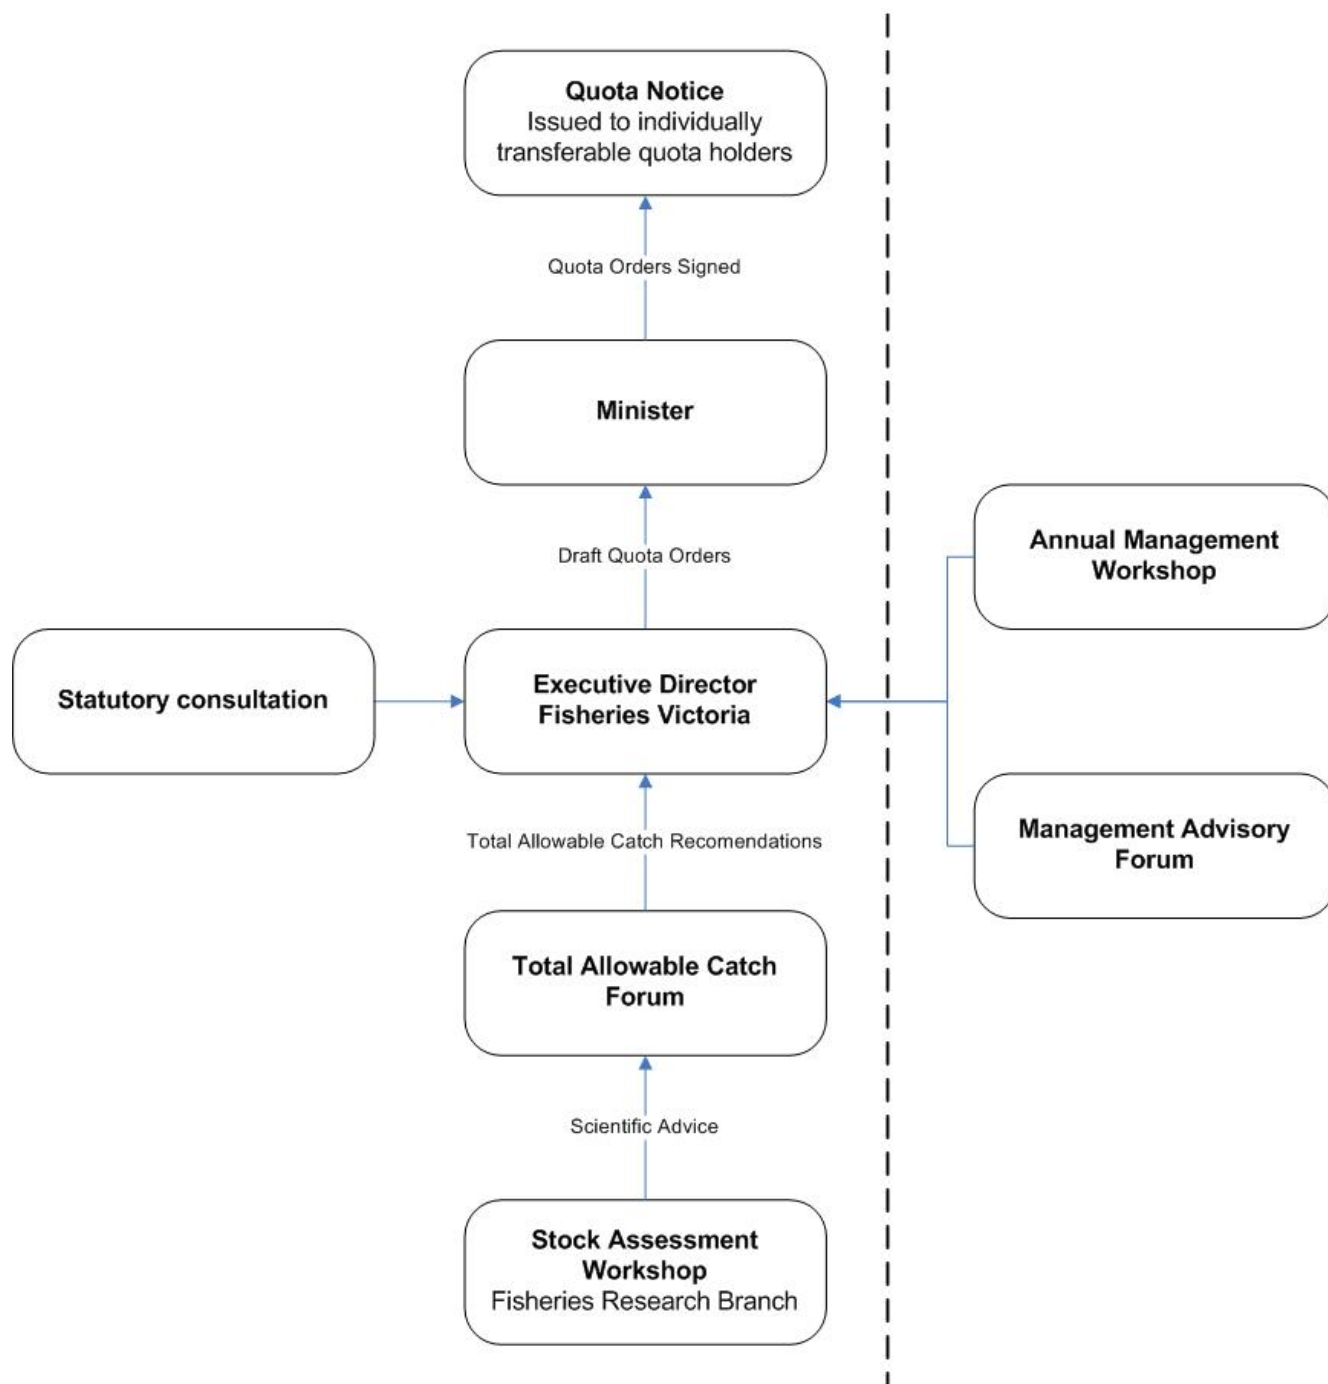 Quota Notice
Issued to individually
transferable quota holders
Quota Orders Signed
Minister
Draft Quota Orders
Annual Management
Workshop
Statutory consultation
Executive Director
Fisheries Victoria
Management Advisory
Forum
Total Allowable Catch Recomendations
Total Allowable Catch
Forum
Scientific Advice
Stock Assessment
Workshop
Fisheries Research Branch